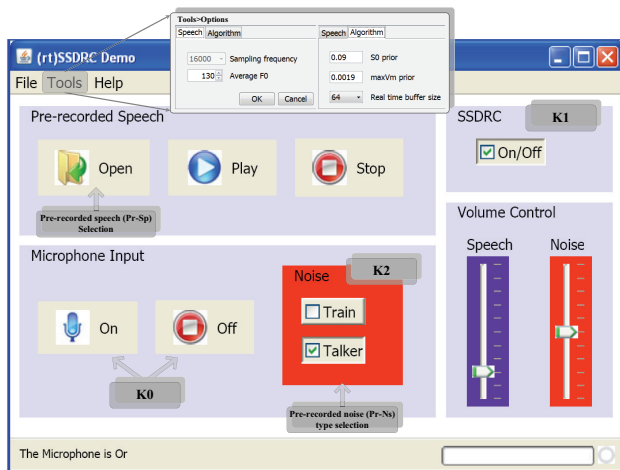 Tools>Options
Speech Algorithm
16000 Sampling frequency
130 Average F0
OK Cancel
Speech Algorithm
0.09 S0 prior
0.0019 maxVm prior
64 Real time buffer size
(rt)SSDRC Demo
File Tools Help
Pre-recorded Speech
Open Play Stop
Pre-recorded speech (Pr-Sp)
Selection
SSDRC K1
On/Off
Microphone Input
On Off
K0
Noise K2
Train
Talker
Pre-recorded noise (Pr-Ns)
type selection
Volume Control
Speech Noise
The Microphone is Or